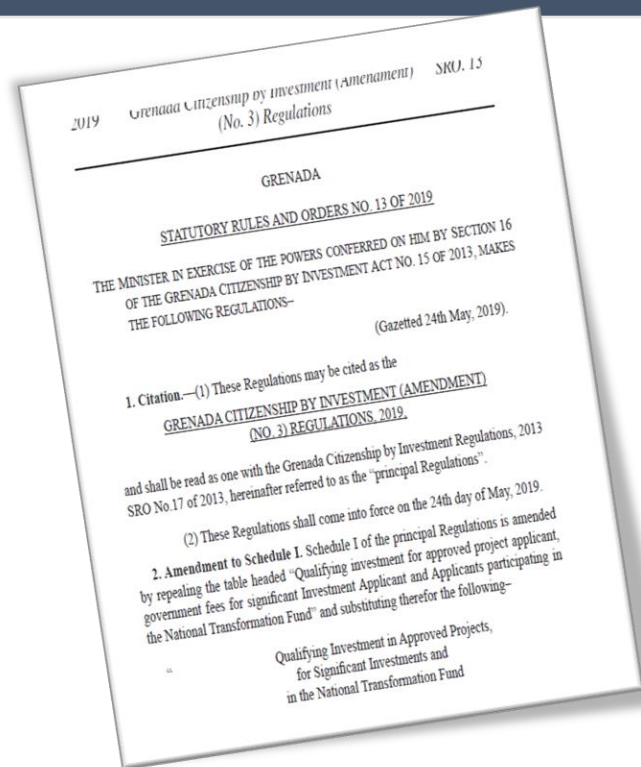 2019 Grenada Citizenship by Investment (Amenament) SRO. 13
(No. 3) Regulations
GRENADA
STATUTORY RULES AND ORDERS NO. 13 OF 2019
THE MINISTER IN EXERCISE OF THE POWERS CONFERRED ON HIM BY SECTION 16
OF THE GRENADA CITIZENSHIP BY INVESTMENT ACT NO. 15 OF 2013, MAKES
THE FOLLOWING REGULATIONS–
(Gazetted 24th May, 2019).
1. Citation.—(1) These Regulations may be cited as the
GRENADA CITIZENSHIP BY INVESTMENT (AMENDMENT)
(NO. 3) REGULATIONS, 2019,
and shall be read as one with the Grenada Citizenship by Investment Regulations, 2013
SRO No.17 of 2013, hereinafter referred to as the “principal Regulations”.
(2) These Regulations shall come into force on the 24th day of May, 2019.
2. Amendment to Schedule I. Schedule I of the principal Regulations is amended
by repealing the table headed “Qualifying investment for approved project applicant,
government fees for significant Investment Applicant and Applicants participating in
the National Transformation Fund” and substituting therefor the following–
“ Qualifying Investment in Approved Projects,
for Significant Investments and
in the National Transformation Fund